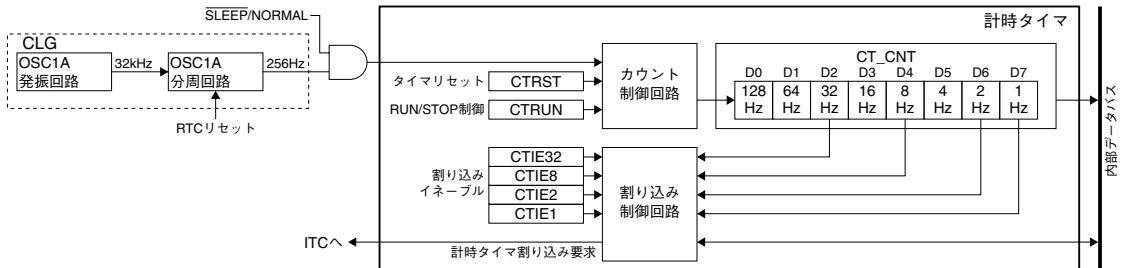 SLEEP/NORMAL
計時タイマ
CLG
OSC1A
発振回路
32kHz
OSC1A
分周回路
256Hz
RTCリセット
タイマリセット
CTRST
RUN/STOP制御
CTRUN
カウント
制御回路
CT_CNT
D0 D1 D2 D3 D4 D5 D6 D7
128 64 32 16 8 4 2 1
Hz Hz Hz Hz Hz Hz Hz Hz
内部データバス
割り込み
イネーブル
CTIE32
CTIE8
CTIE2
CTIE1
割り込み
制御回路
ITCへ
計時タイマ割り込み要求